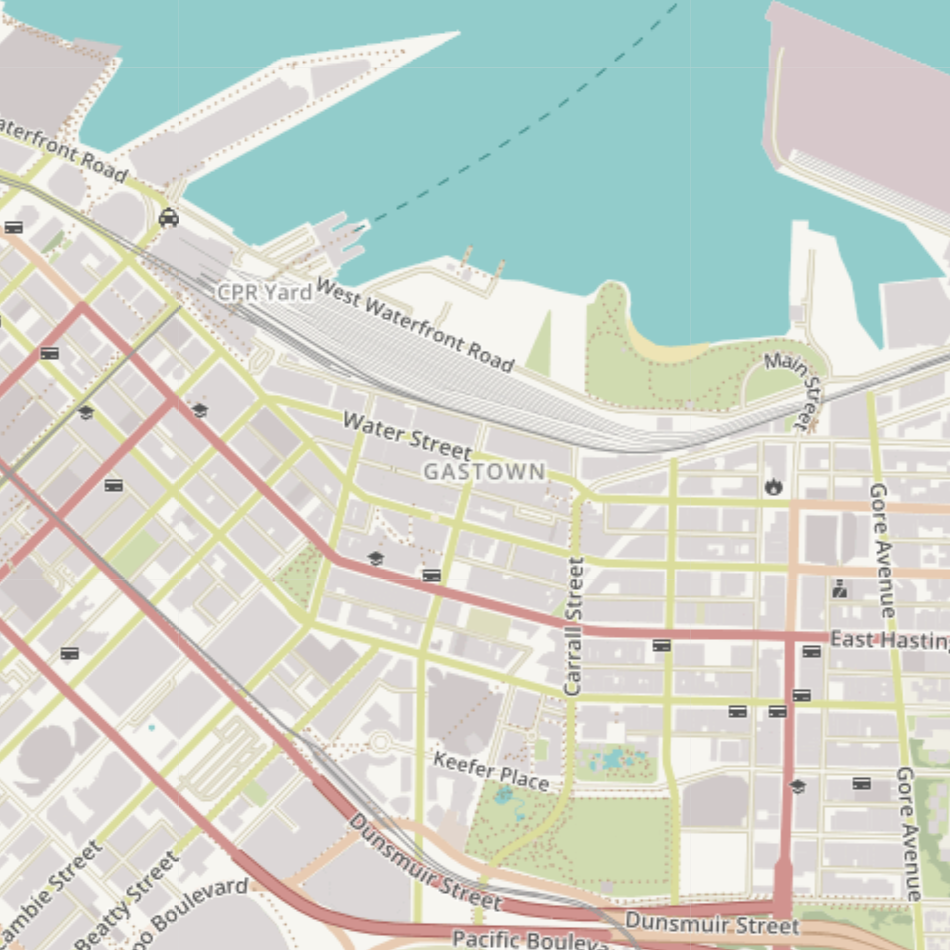 aterfront Road
CPR Yard
West Waterfront Road
Main Street
Water Street
GASTOWN
Gore Avenue
Carrall Street
East Hasting
Keefer Place
Gore Avenue
Dunsmuir Street
ambie Street
Beatty Street
oo Boulevard
Dunsmuir Street
Pacific Bouleva